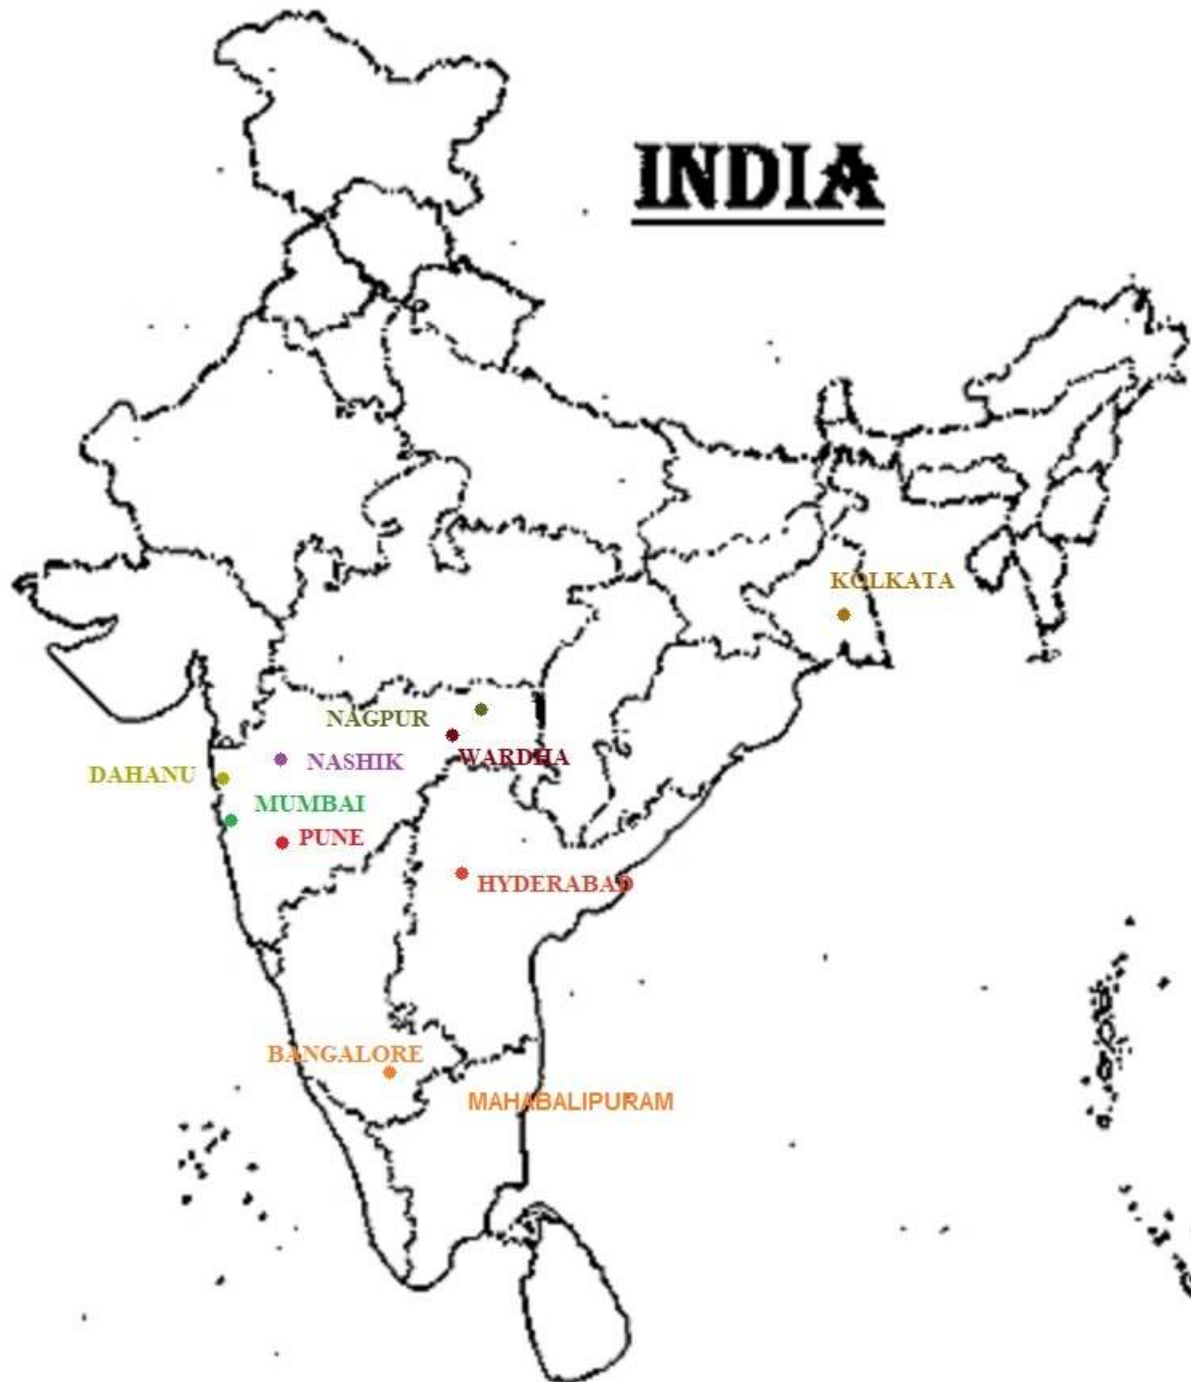 INDIA
KOLKATA
NAGPUR
WARDHA
NASHIK
DAHANU
MUMBAI
PUNE
HYDERABAD
BANGALORE
MAHABALIPURAM